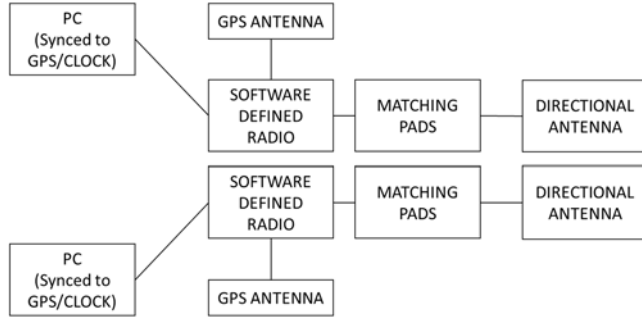 PC
(Synced to
GPS/CLOCK)
GPS ANTENNA
SOFTWARE
DEFINED
RADIO
MATCHING
PADS
DIRECTIONAL
ANTENNA
SOFTWARE
DEFINED
RADIO
MATCHING
PADS
DIRECTIONAL
ANTENNA
PC
(Synced to
GPS/CLOCK)
GPS ANTENNA